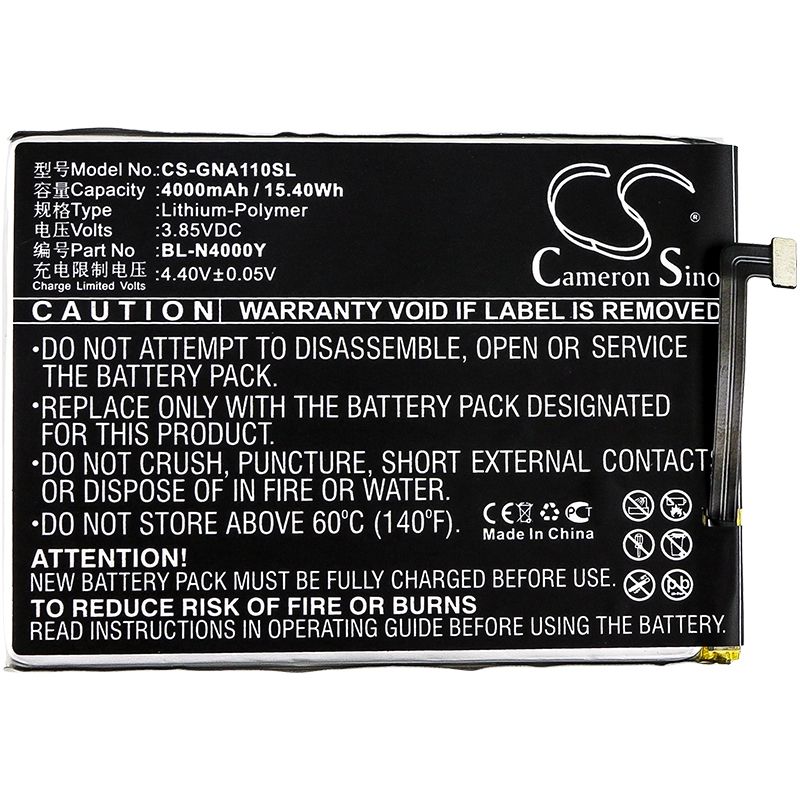 型号Model No.:CS-GNA110SL
容量Capacity:4000mAh / 15.40Wh
规格Type :Lithium-Polymer
电压Volts :3.85VDC
编号Part No :BL-N4000Y
充电限制电压:4.40V±0.05V
Charge Limited Volts
CS
®
Cameron Sino
CAUTION WARRANTY VOID IF LABEL IS REMOVED
•DO NOT ATTEMPT TO DISASSEMBLE, OPEN OR SERVICE
THE BATTERY PACK.
•REPLACE ONLY WITH THE BATTERY PACK DESIGNATED
FOR THIS PRODUCT.
•DO NOT CRUSH, PUNCTURE, SHORT EXTERNAL CONTACTS
OR DISPOSE OF IN FIRE OR WATER.
•DO NOT STORE ABOVE 60ºC (140ºF).
CE
Made In China
Pb
ATTENTION!
NEW BATTERY PACK MUST BE FULLY CHARGED BEFORE USE.
TO REDUCE RISK OF FIRE OR BURNS
READ INSTRUCTIONS IN OPERATING GUIDE BEFORE USING THE BATTERY.